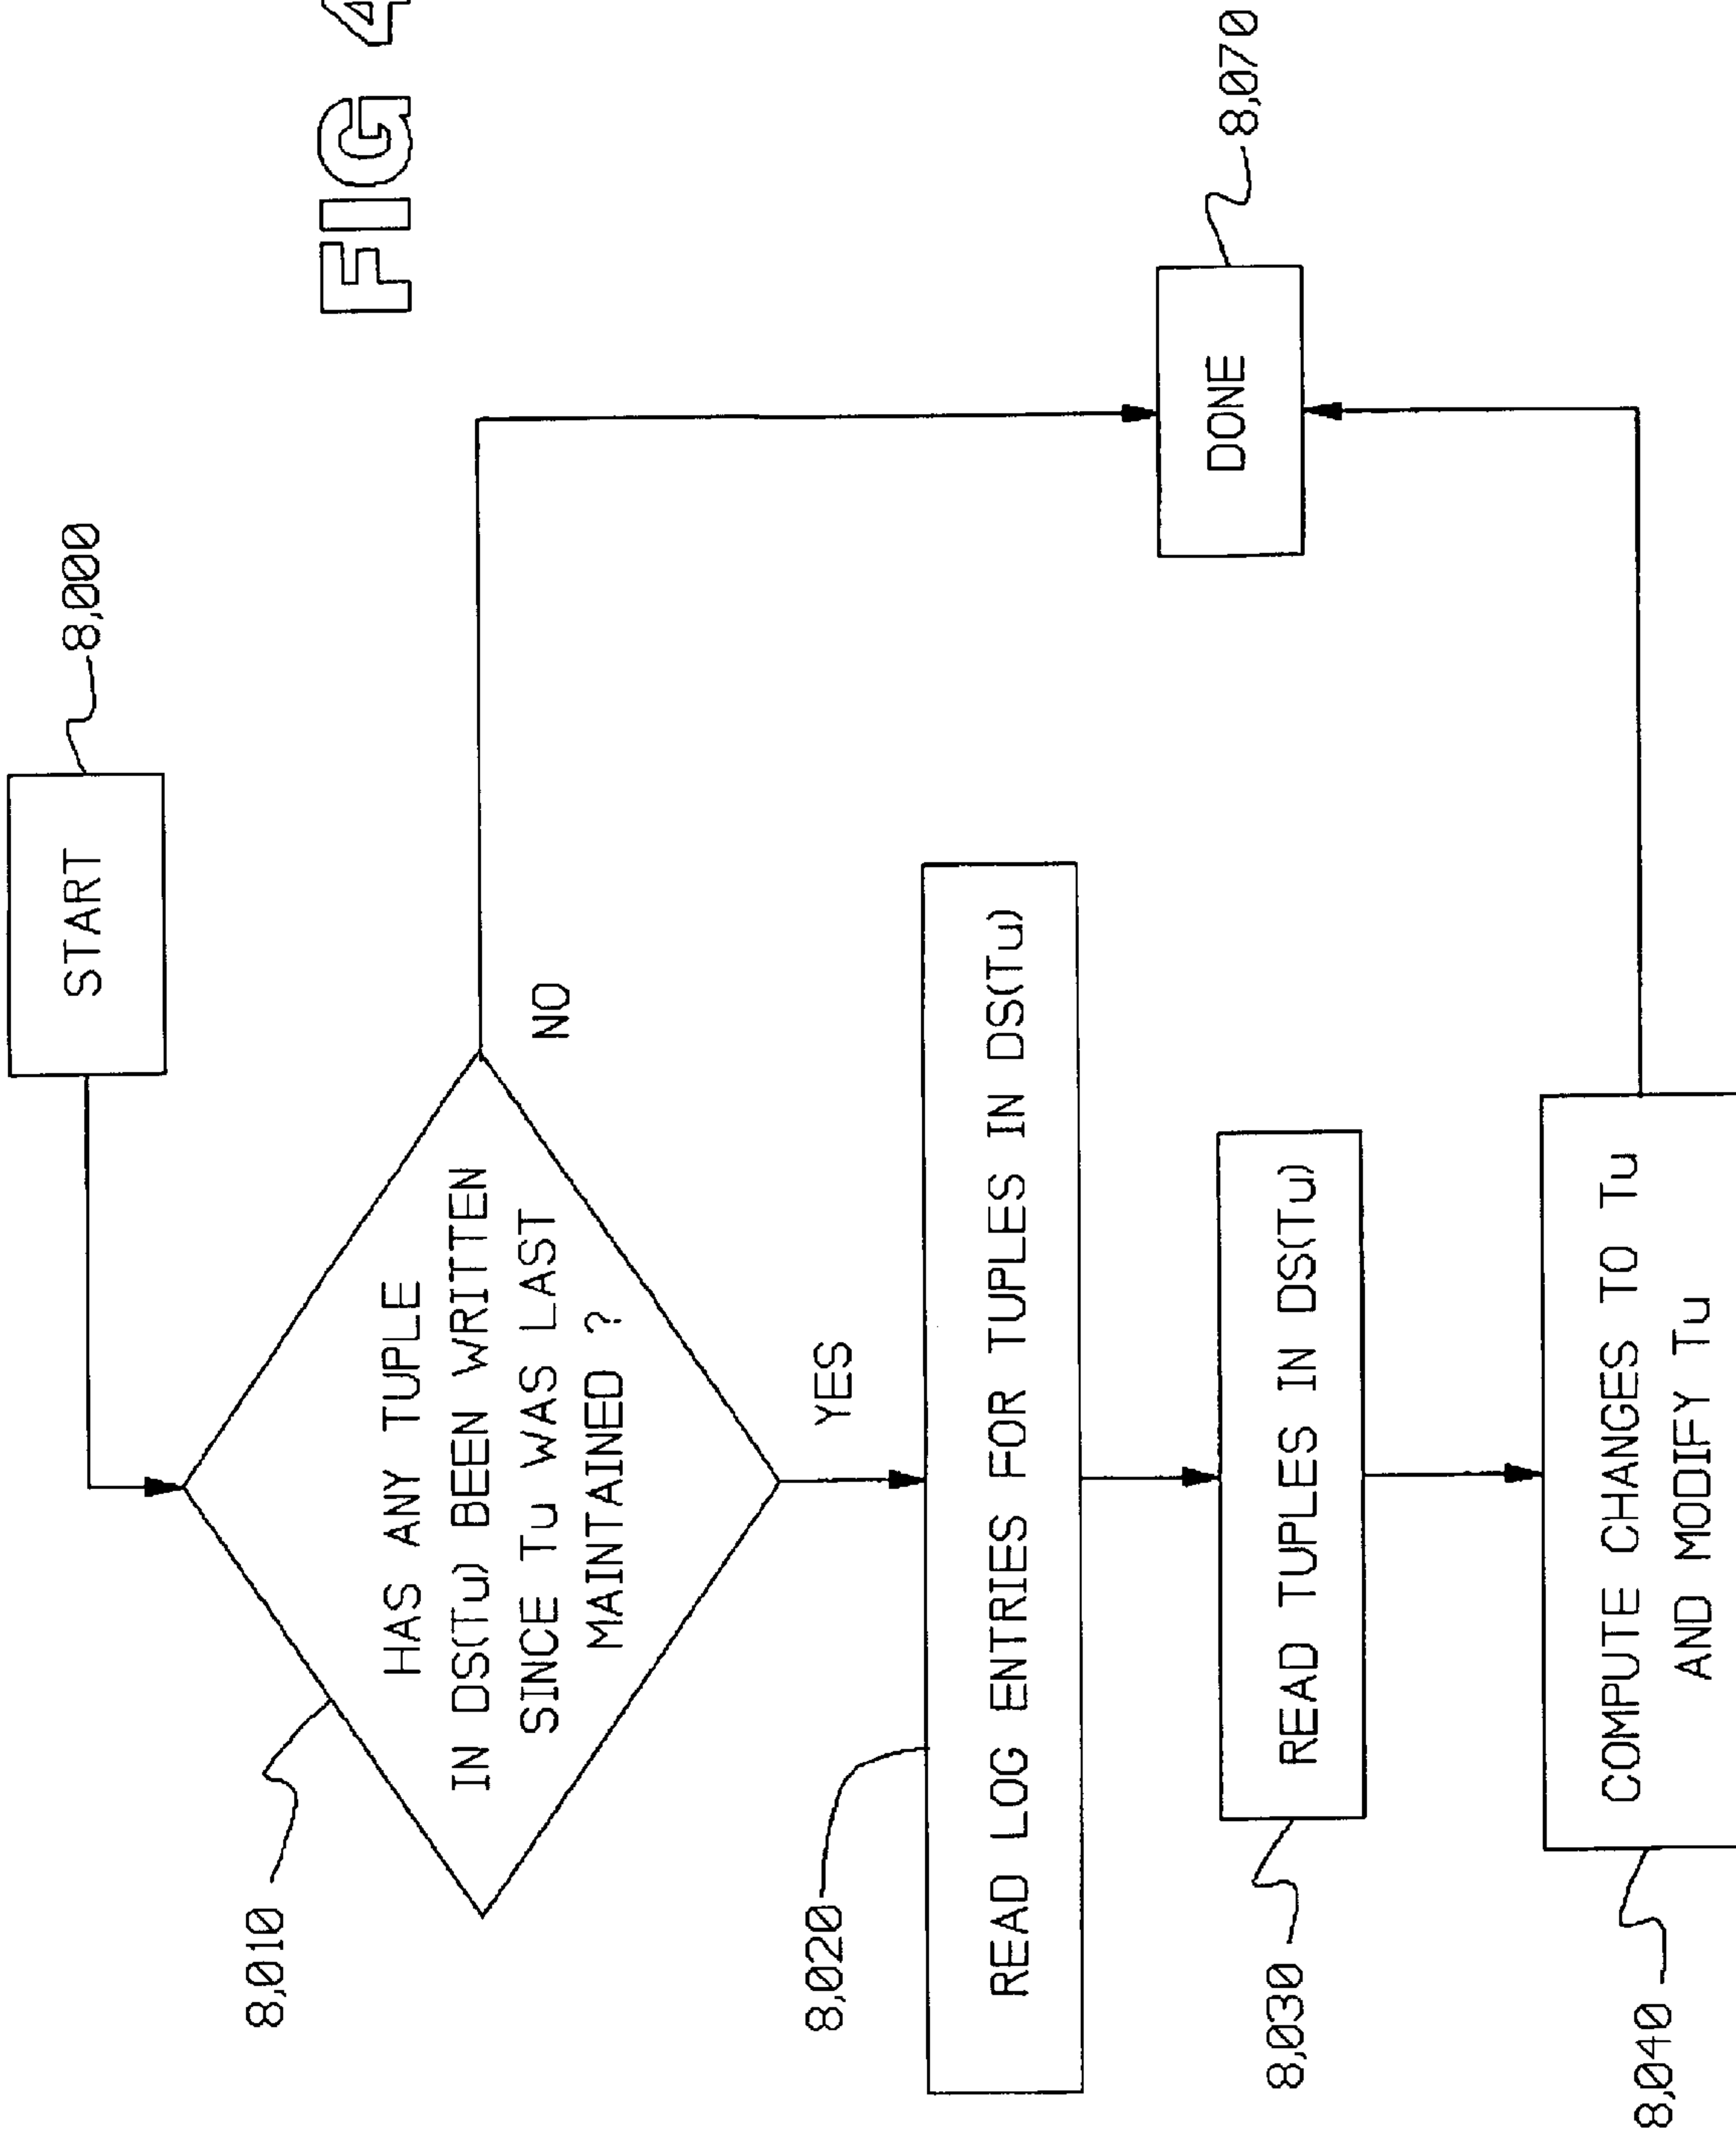 FIG 4
START
8,000
8,010
HAS ANY TUPLE
IN DS(Tu) BEEN WRITTEN
SINCE Tu WAS LAST
MAINTAINED ?
NO
YES
8,020
READ LOG ENTRIES FOR TUPLES IN DS(Tu)
8,030
READ TUPLES IN DS(Tu)
DONE
8,070
8,040
COMPUTE CHANGES TO Tu
AND MODIFY Tu